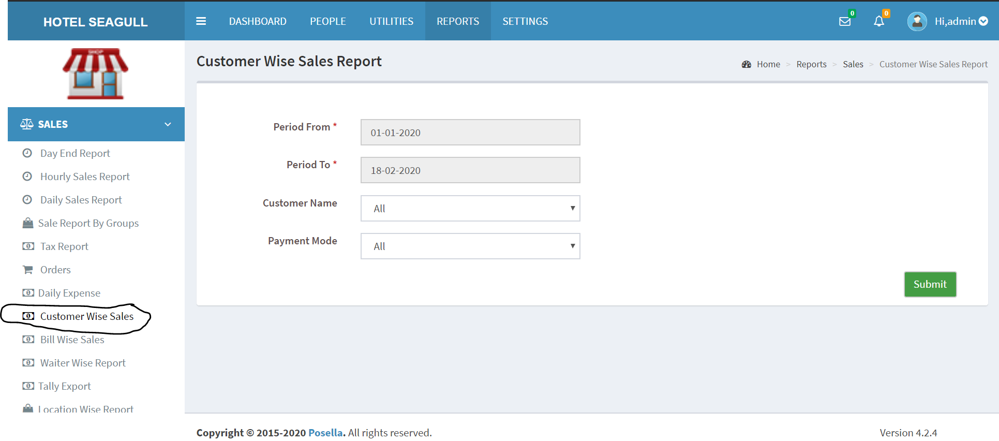 HOTEL SEAGULL
DASHBOARD PEOPLE UTILITIES REPORTS SETTINGS 0 0 Hi,admin
SHOP
Customer Wise Sales Report
Home > Reports > Sales > Customer Wise Sales Report
SALES
Day End Report
Hourly Sales Report
Daily Sales Report
Sale Report By Groups
Tax Report
Orders
Daily Expense
Customer Wise Sales
Bill Wise Sales
Waiter Wise Report
Tally Export
Location Wise Report
Period From * 01-01-2020
Period To * 18-02-2020
Customer Name All
Payment Mode All
Submit
Copyright © 2015-2020 Posella. All rights reserved.
Version 4.2.4